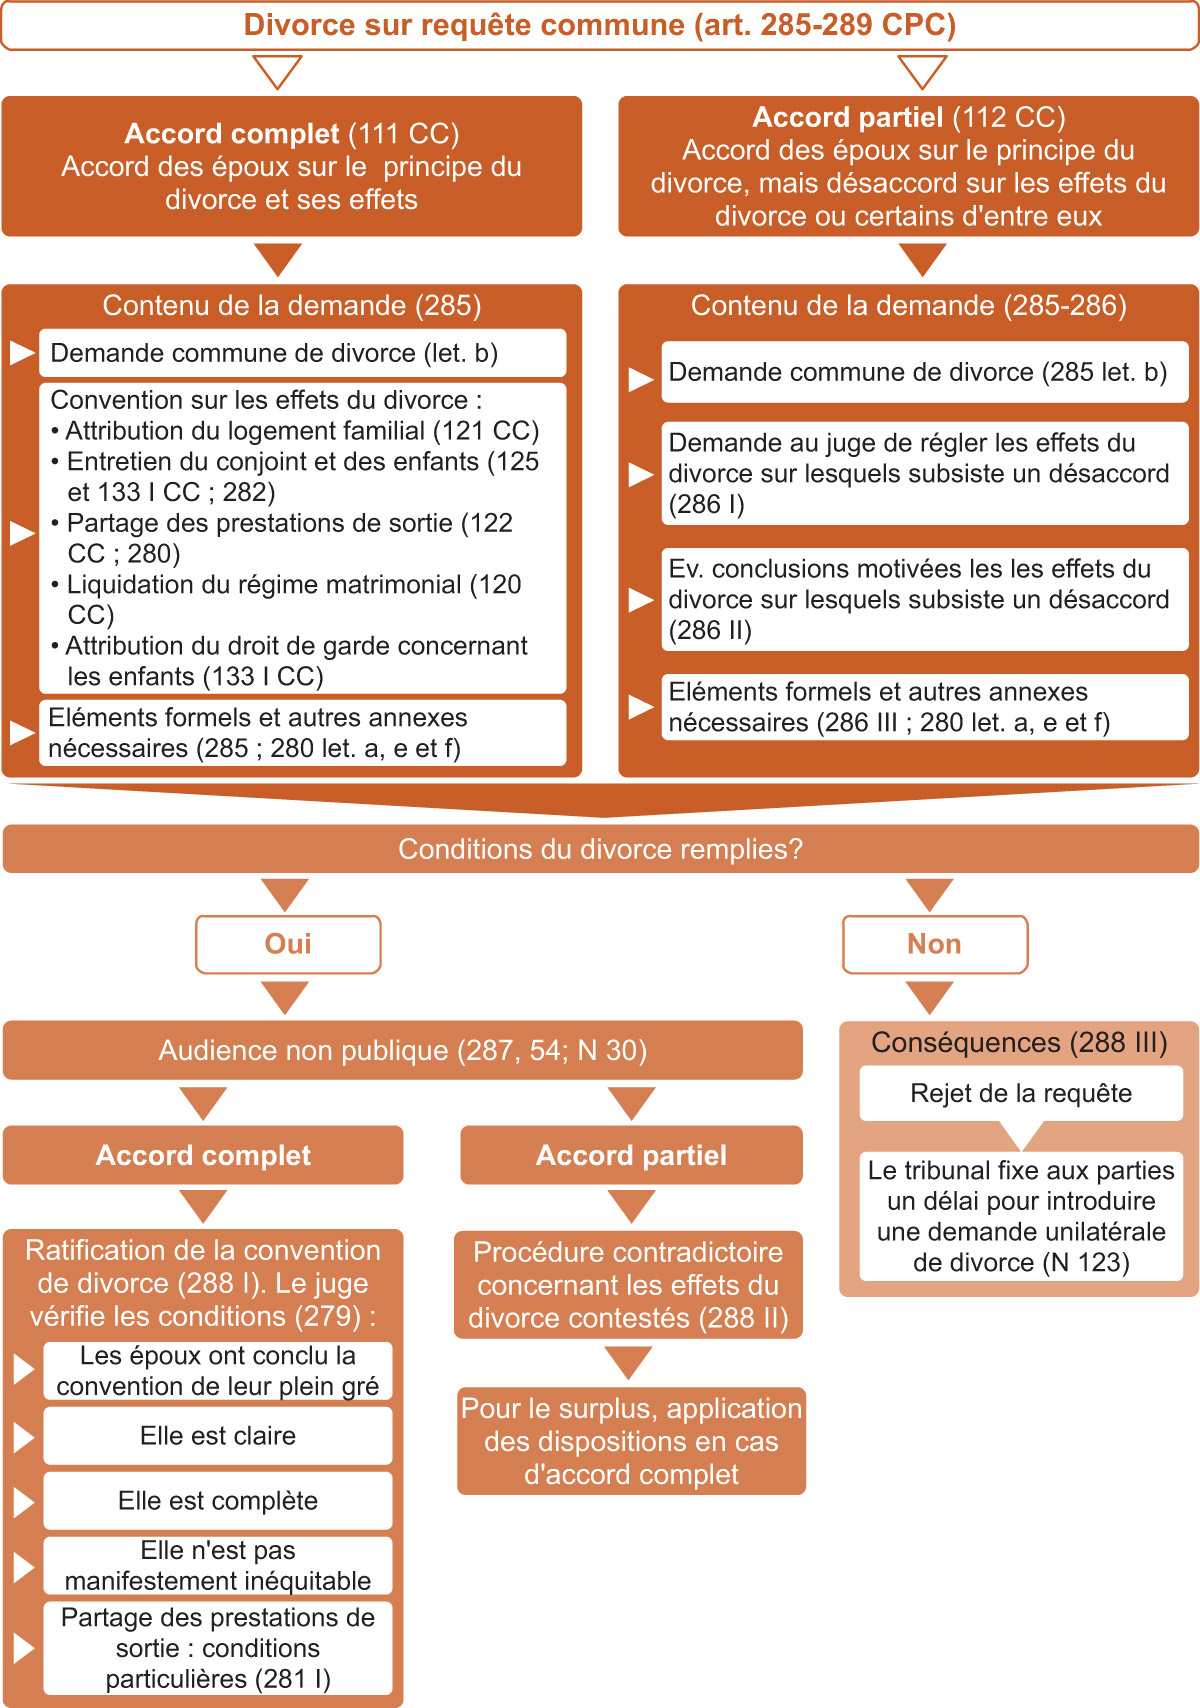 Divorce sur requête commune (art. 285-289 CPC)
Accord complet (111 CC)
Accord des époux sur le principe du
divorce et ses effets
Accord partiel (112 CC)
Accord des époux sur le principe du
divorce, mais désaccord sur les effets du
divorce ou certains d'entre eux
Contenu de la demande (285)
Demande commune de divorce (let. b)
Convention sur les effets du divorce :
• Attribution du logement familial (121 CC)
• Entretien du conjoint et des enfants (125
et 133 I CC ; 282)
• Partage des prestations de sortie (122
CC ; 280)
• Liquidation du régime matrimonial (120
CC)
• Attribution du droit de garde concernant
les enfants (133 I CC)
Eléments formels et autres annexes
nécessaires (285 ; 280 let. a, e et f)
Contenu de la demande (285-286)
Demande commune de divorce (285 let. b)
Demande au juge de régler les effets du
divorce sur lesquels subsiste un désaccord
(286 I)
Ev. conclusions motivées les les effets du
divorce sur lesquels subsiste un désaccord
(286 II)
Eléments formels et autres annexes
nécessaires (286 III ; 280 let. a, e et f)
Conditions du divorce remplies?
Oui
Non
Audience non publique (287, 54; N 30)
Accord complet
Ratification de la convention
de divorce (288 I). Le juge
vérifie les conditions (279) :
Les époux ont conclu la
convention de leur plein gré
Elle est claire
Elle est complète
Elle n'est pas
manifestement inéquitable
Partage des prestations de
sortie : conditions
particulières (281 I)
Accord partiel
Procédure contradictoire
concernant les effets du
divorce contestés (288 II)
Pour le surplus, application
des dispositions en cas
d'accord complet
Conséquences (288 III)
Rejet de la requête
Le tribunal fixe aux parties
un délai pour introduire
une demande unilatérale
de divorce (N 123)